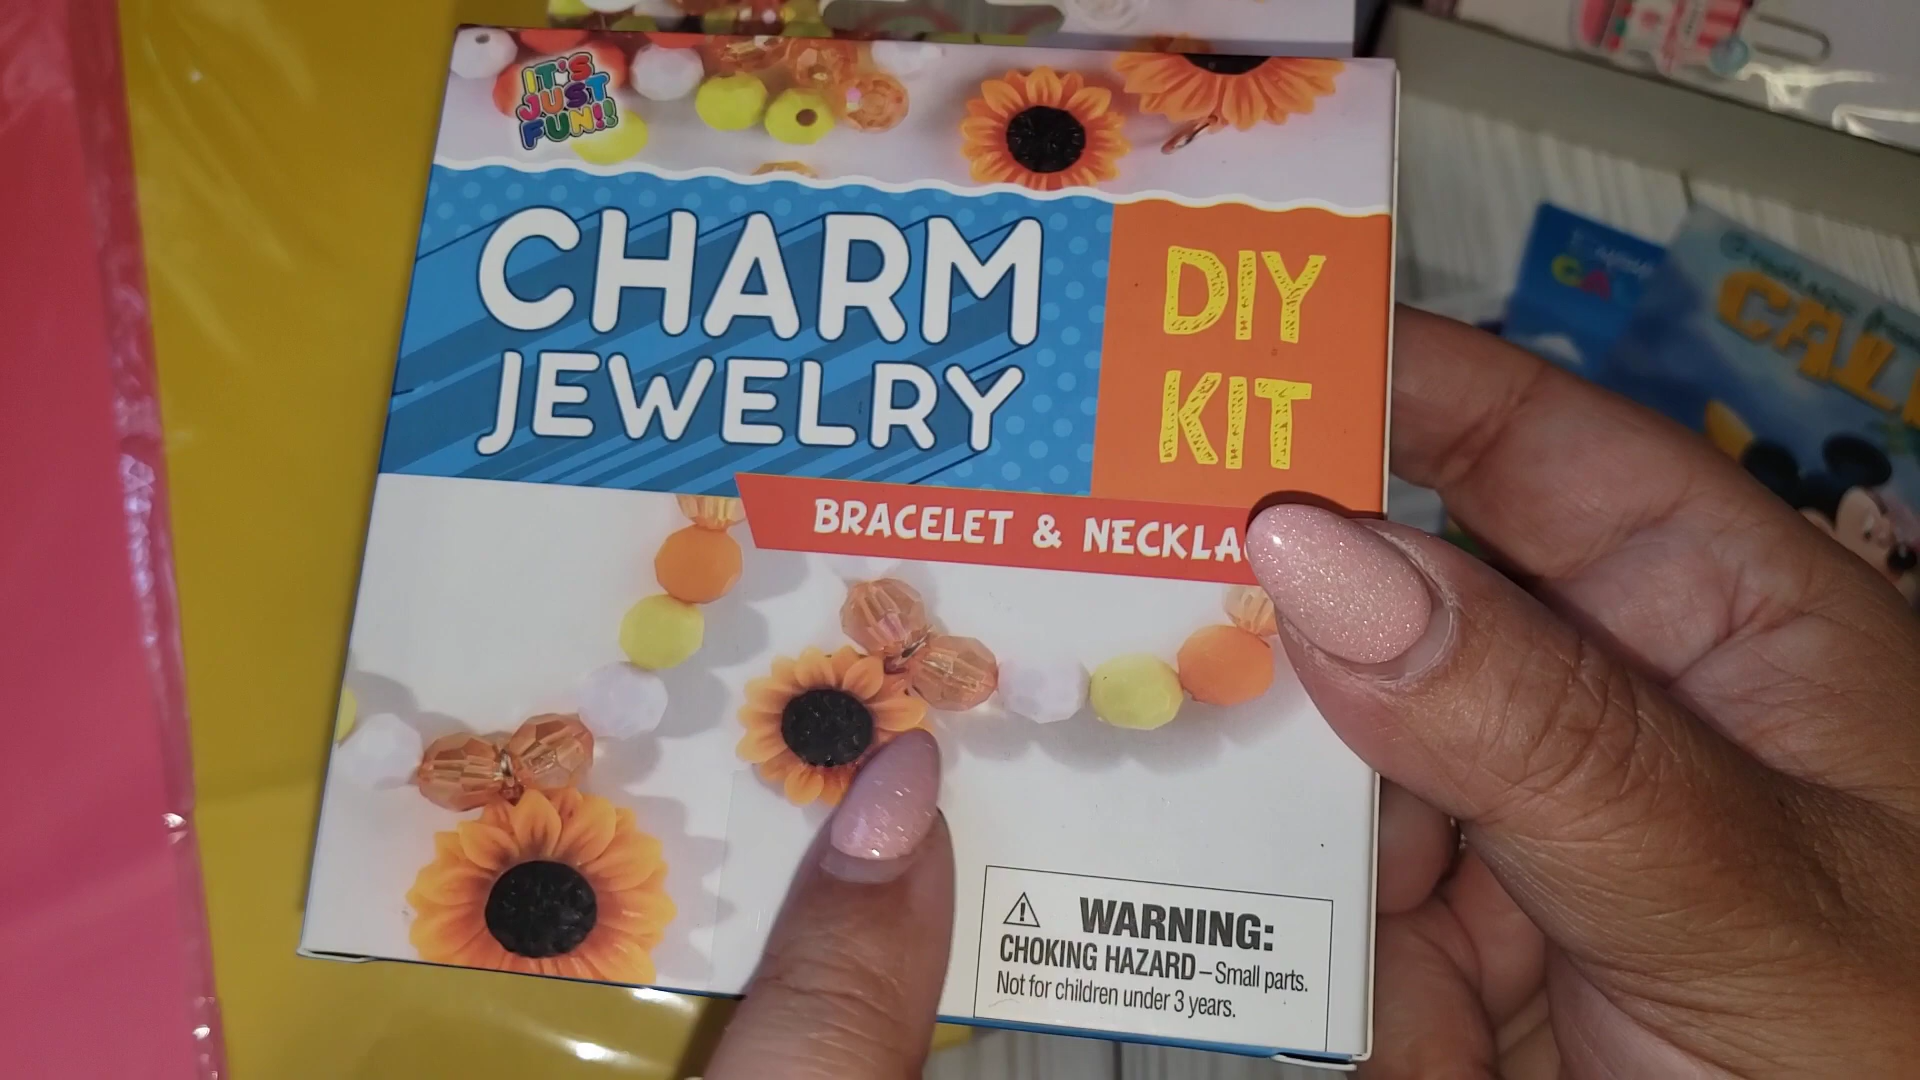 IT'S
JUST
FUN!!
CHARM
JEWELRY
DIY
KIT
BRACELET & NECKLA
WARNING:
CHOKING HAZARD – Small parts.
Not for children under 3 years.